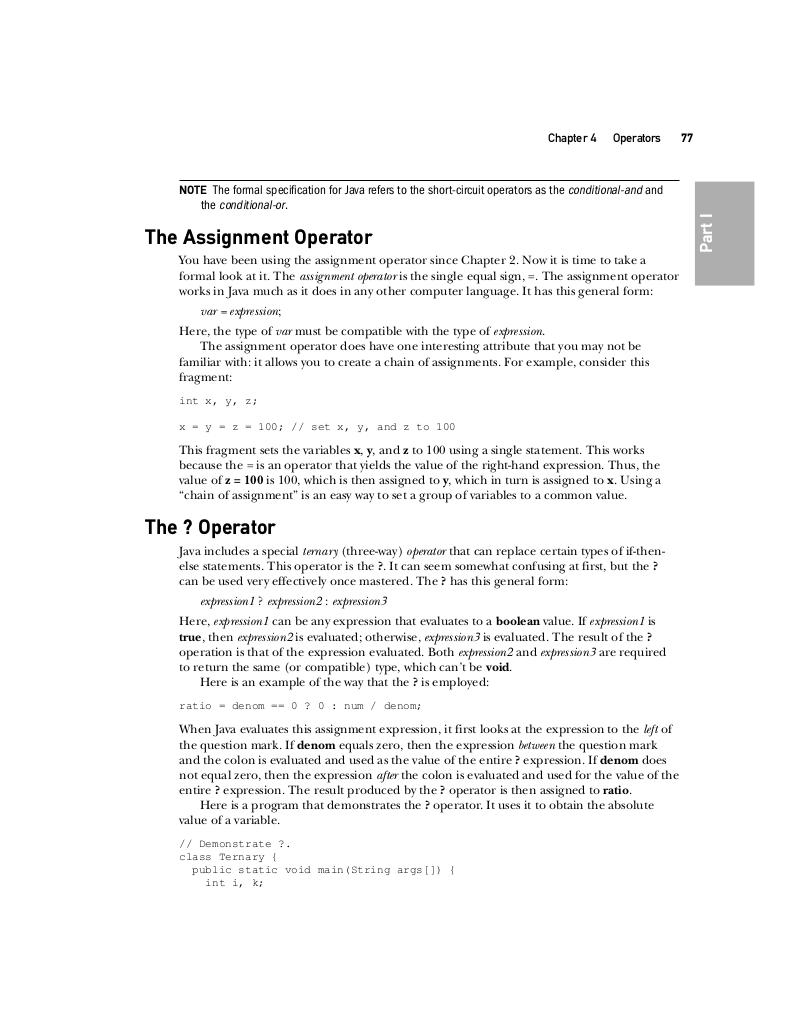 Chapter 4 Operators 77
Part I
NOTE The formal specification for Java refers to the short-circuit operators as the conditional-and and
the conditional-or.
The Assignment Operator
You have been using the assignment operator since Chapter 2. Now it is time to take a
formal look at it. The assignment operator is the single equal sign, =. The assignment operator
works in Java much as it does in any other computer language. It has this general form:
var = expression;
Here, the type of var must be compatible with the type of expression.
The assignment operator does have one interesting attribute that you may not be
familiar with: it allows you to create a chain of assignments. For example, consider this
fragment:
int x, y, z;
x = y = z = 100; // set x, y, and z to 100
This fragment sets the variables x, y, and z to 100 using a single statement. This works
because the = is an operator that yields the value of the right-hand expression. Thus, the
value of z = 100 is 100, which is then assigned to y, which in turn is assigned to x. Using a
“chain of assignment” is an easy way to set a group of variables to a common value.
The ? Operator
Java includes a special ternary (three-way) operator that can replace certain types of if-then-
else statements. This operator is the ?. It can seem somewhat confusing at first, but the ?
can be used very effectively once mastered. The ? has this general form:
expression1 ? expression2 : expression3
Here, expression1 can be any expression that evaluates to a boolean value. If expression1 is
true, then expression2 is evaluated; otherwise, expression3 is evaluated. The result of the ?
operation is that of the expression evaluated. Both expression2 and expression3 are required
to return the same (or compatible) type, which can’t be void.
Here is an example of the way that the ? is employed:
ratio = denom == 0 ? 0 : num / denom;
When Java evaluates this assignment expression, it first looks at the expression to the left of
the question mark. If denom equals zero, then the expression between the question mark
and the colon is evaluated and used as the value of the entire ? expression. If denom does
not equal zero, then the expression after the colon is evaluated and used for the value of the
entire ? expression. The result produced by the ? operator is then assigned to ratio.
Here is a program that demonstrates the ? operator. It uses it to obtain the absolute
value of a variable.
// Demonstrate ?.
class Ternary {
public static void main(String args[]) {
int i, k;